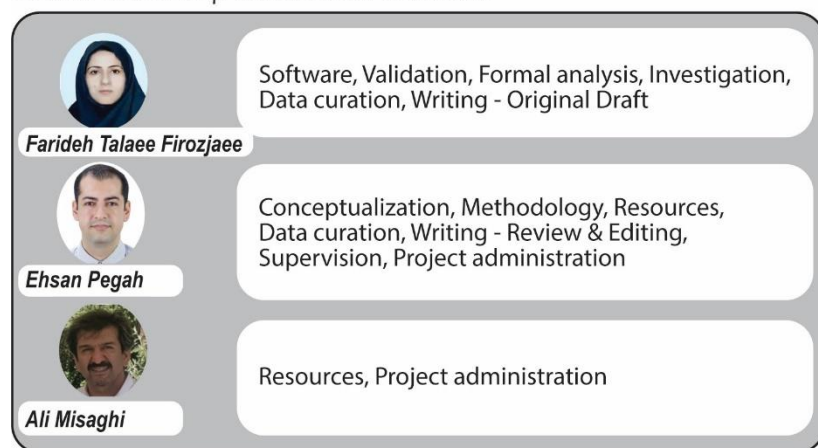 Software, Validation, Formal analysis, Investigation,
Data curation, Writing - Original Draft
Farideh Talaee Firozjaee
Conceptualization, Methodology, Resources,
Data curation, Writing - Review & Editing,
Supervision, Project administration
Ehsan Pegah
Resources, Project administration
Ali Misaghi